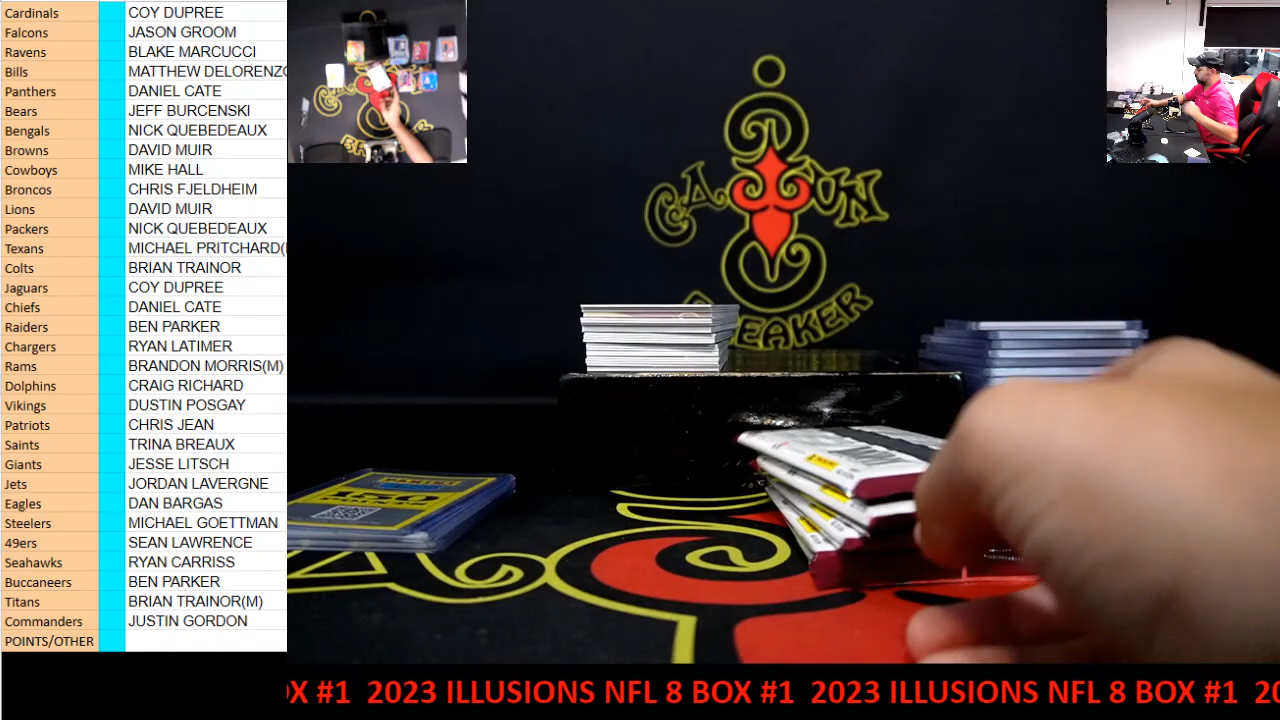 Cardinals COY DUPREE
Falcons JASON GROOM
Ravens BLAKE MARCUCCI
Bills MATTHEW DELORENZO
Panthers DANIEL CATE
Bears JEFF BURCENSKI
Bengals NICK QUEBEDEAUX
Browns DAVID MUIR
Cowboys MIKE HALL
Broncos CHRIS FJELDHEIM
Lions DAVID MUIR
Packers NICK QUEBEDEAUX
Texans MICHAEL PRITCHARD(
Colts BRIAN TRAINOR
Jaguars COY DUPREE
Chiefs DANIEL CATE
Raiders BEN PARKER
Chargers RYAN LATIMER
Rams BRANDON MORRIS(M)
Dolphins CRAIG RICHARD
Vikings DUSTIN POSGAY
Patriots CHRIS JEAN
Saints TRINA BREAUX
Giants JESSE LITSCH
Jets JORDAN LAVERGNE
Eagles DAN BARGAS
Steelers MICHAEL GOETTMAN
49ers SEAN LAWRENCE
Seahawks RYAN CARRISS
Buccaneers BEN PARKER
Titans BRIAN TRAINOR(M)
Commanders JUSTIN GORDON
POINTS/OTHER
CAJUN
BREAKER
PANINI
150
OX #1 2023 ILLUSIONS NFL 8 BOX #1 2023 ILLUSIONS NFL 8 BOX #1 20